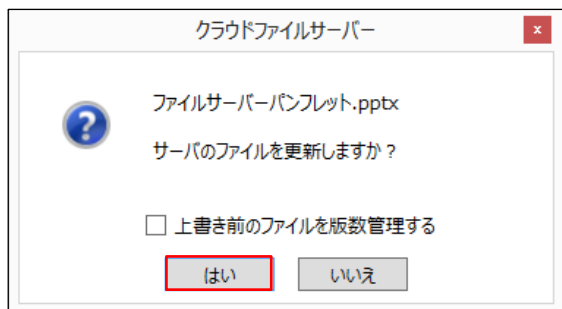 クラウドファイルサーバー
x
ファイルサーバーパンフレット.pptx
サーバのファイルを更新しますか？
上書き前のファイルを版数管理する
はい
いいえ